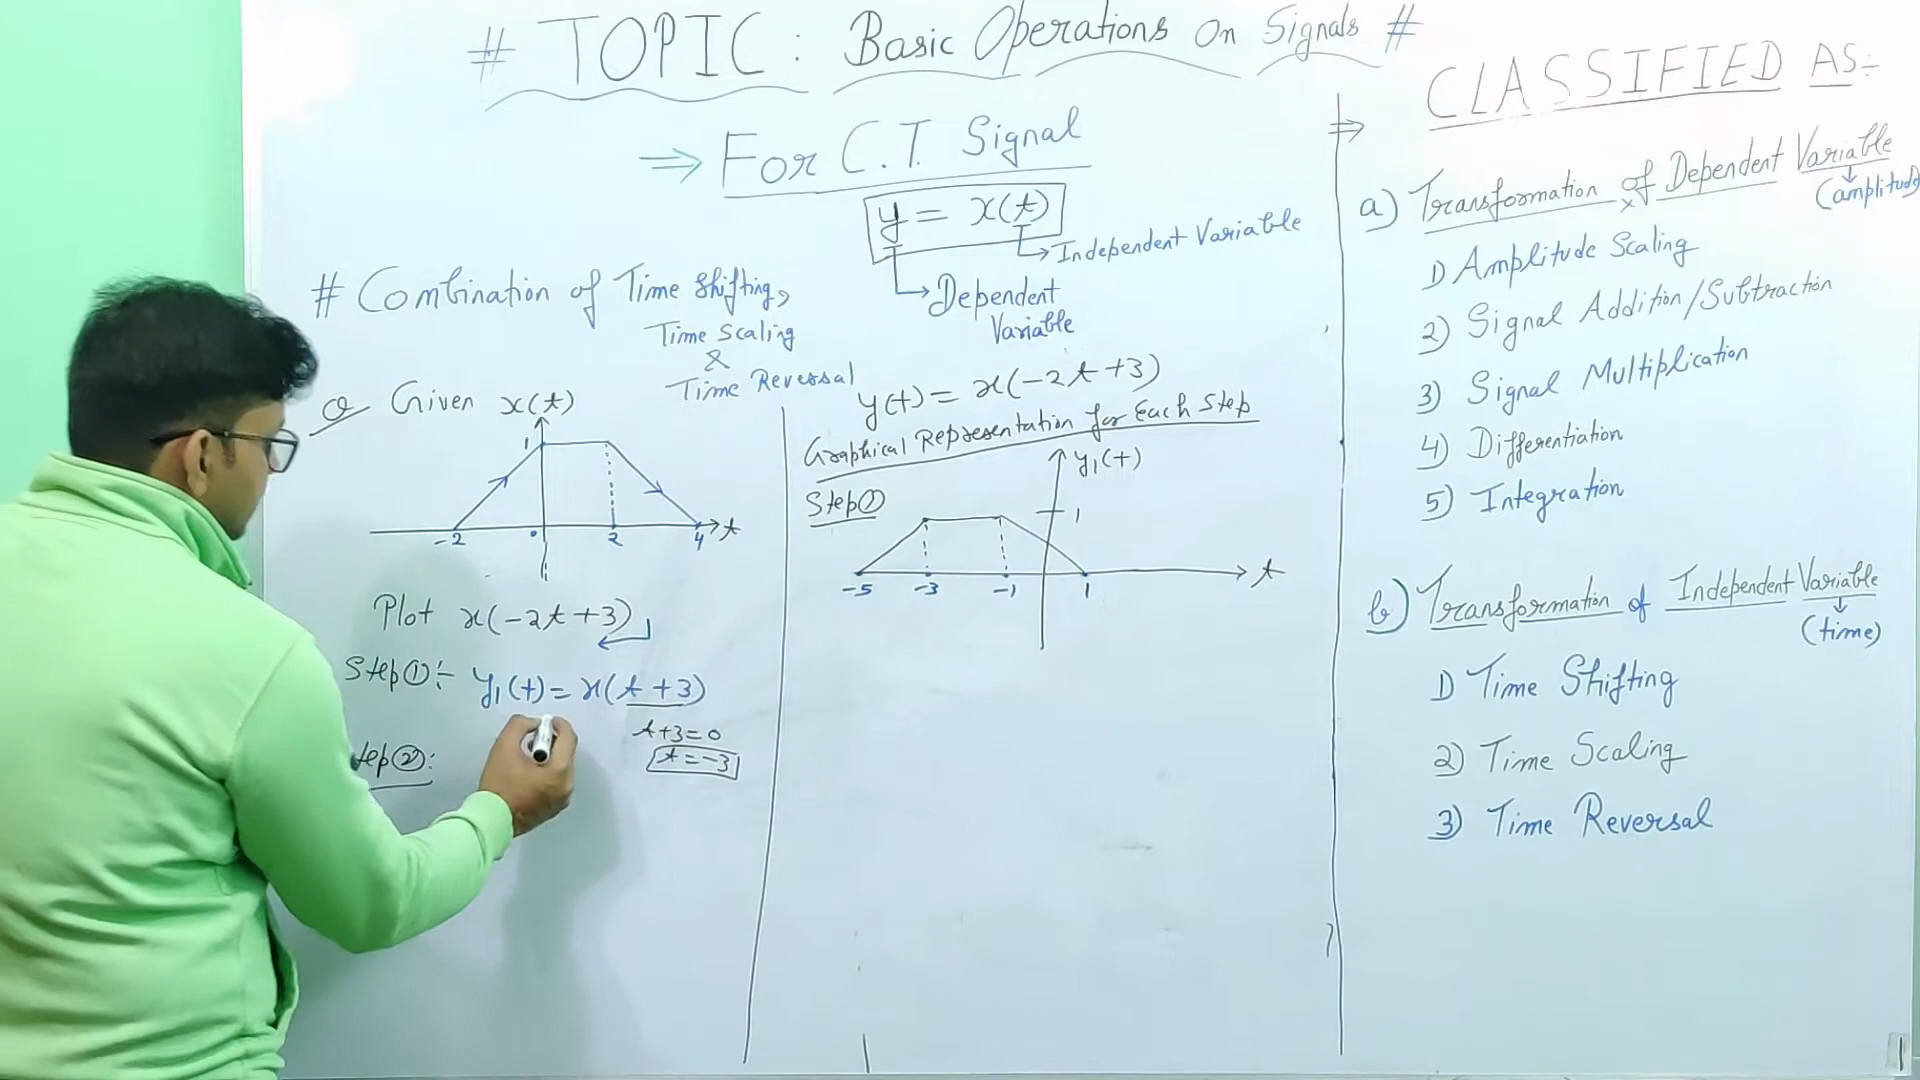 # TOPIC : Basic Operations On Signals #
⇒ For C.T. Signal
y = x(t)
→ Independent Variable
→ Dependent
Variable
# Combination of Time Shifting,
Time Scaling
&
Time Reversal
Q Given x(t)
1
-2 0 2 4 t
Plot x(-2t+3)
Step①:- y₁(t) = x(t+3)
t+3=0
t=-3
tep②:
y(t) = x(-2t+3)
Graphical Representation for Each Step
Step①
y₁(t)
1
-5 -3 -1 1 t
⇒ CLASSIFIED AS:-
a) Transformation of Dependent Variable
(amplitude)
1) Amplitude Scaling
2) Signal Addition/Subtraction
3) Signal Multiplication
4) Differentiation
5) Integration
b) Transformation of Independent Variable
(time)
1) Time Shifting
2) Time Scaling
3) Time Reversal